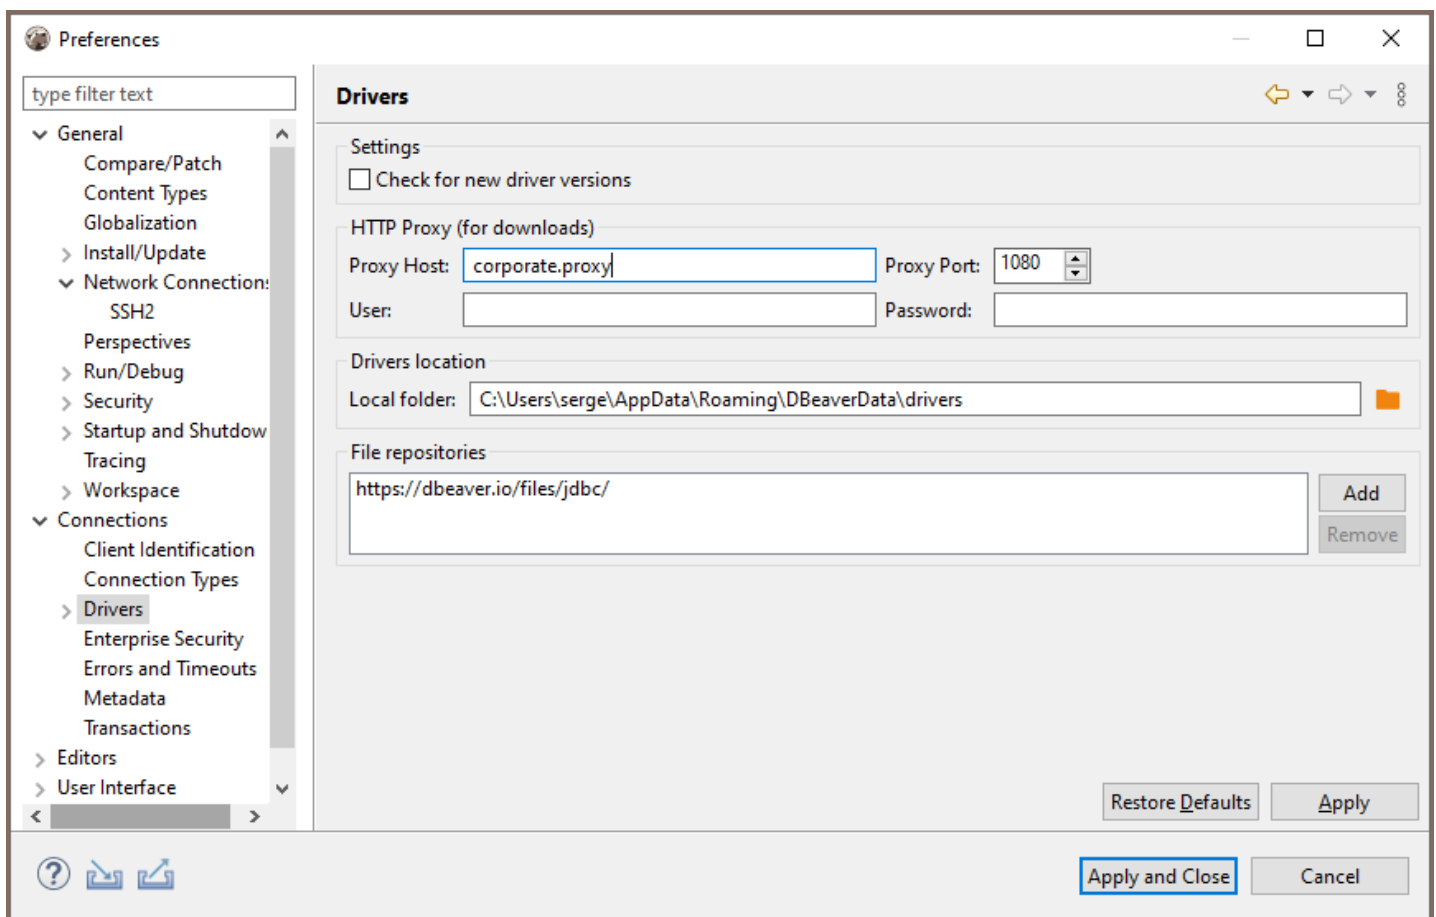 Preferences
type filter text
General
Compare/Patch
Content Types
Globalization
Install/Update
Network Connections
SSH2
Perspectives
Run/Debug
Security
Startup and Shutdow
Tracing
Workspace
Connections
Client Identification
Connection Types
Drivers
Enterprise Security
Errors and Timeouts
Metadata
Transactions
Editors
User Interface
Drivers
Settings
Check for new driver versions
HTTP Proxy (for downloads)
Proxy Host: corporate.proxy Proxy Port: 1080
User: Password:
Drivers location
Local folder: C:\Users\serge\AppData\Roaming\DBeaverData\drivers
File repositories
https://dbeaver.io/files/jdbc/
Add
Remove
Restore Defaults Apply
Apply and Close Cancel